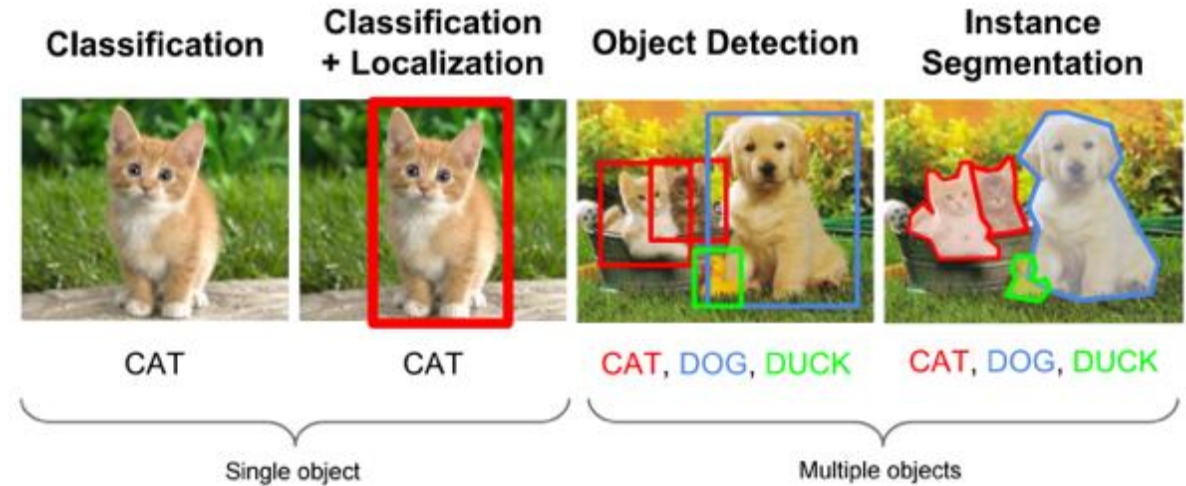 Classification
Classification
+ Localization
Object Detection
Instance
Segmentation
CAT
CAT
CAT, DOG, DUCK
CAT, DOG, DUCK
Single object
Multiple objects